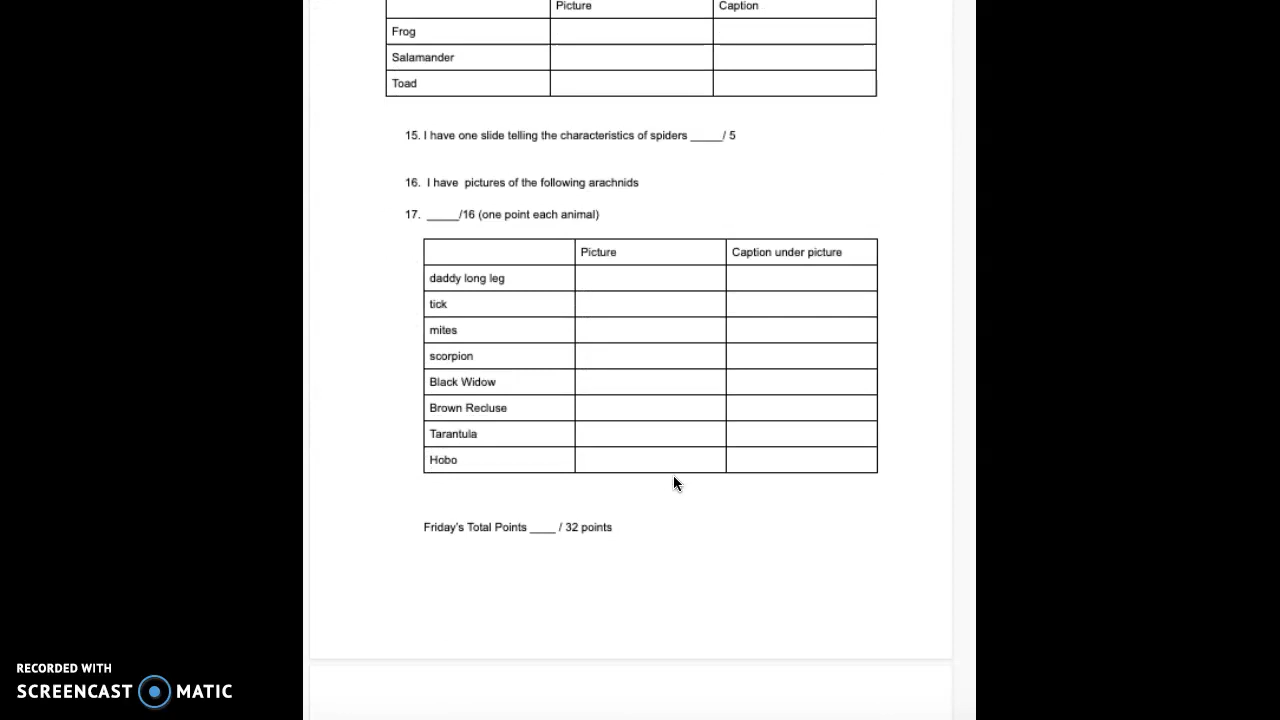 Picture Caption
Frog
Salamander
Toad
15. I have one slide telling the characteristics of spiders _____/ 5
16. I have pictures of the following arachnids
17. _____/16 (one point each animal)
Picture Caption under picture
daddy long leg
tick
mites
scorpion
Black Widow
Brown Recluse
Tarantula
Hobo
Friday's Total Points ____ / 32 points
RECORDED WITH
SCREENCAST MATIC